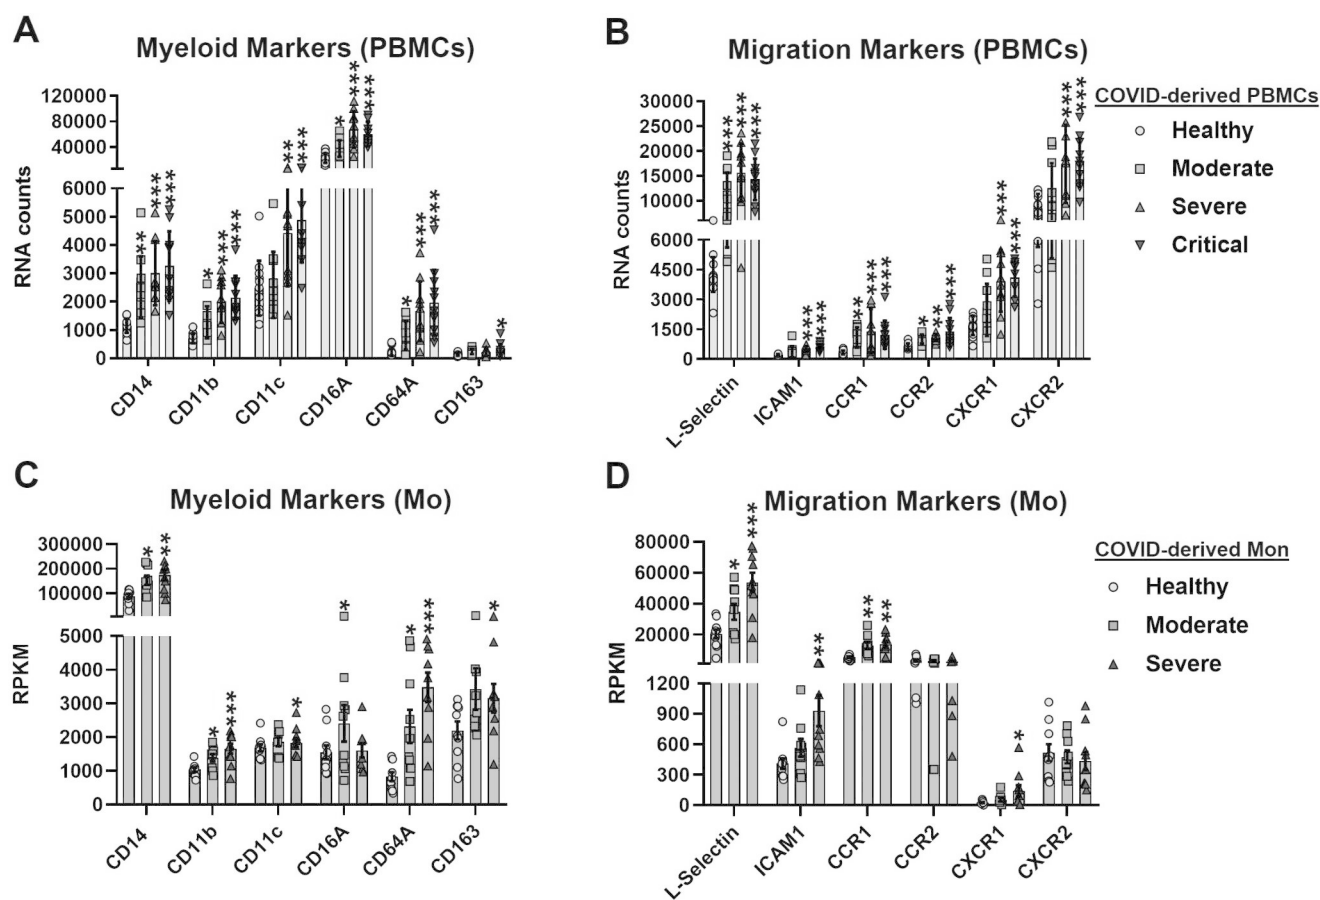 A
Myeloid Markers (PBMCs)
RNA counts
120000
80000
40000
6000
5000
4000
3000
2000
1000
0
**
***
***
*
***
***
**
***
*
***
***
*
***
***
*
CD14
CD11b
CD11c
CD16A
CD64A
CD163
B
Migration Markers (PBMCs)
RNA counts
30000
25000
20000
15000
10000
6000
4500
3000
1500
0
***
***
***
***
***
**
***
***
*
**
***
***
***
***
***
L-Selectin
ICAM1
CCR1
CCR2
CXCR1
CXCR2
COVID-derived PBMCs
Healthy
Moderate
Severe
Critical
C
Myeloid Markers (Mo)
RPKM
300000
200000
100000
5000
4000
3000
2000
1000
0
*
**
*
***
*
*
*
***
*
CD14
CD11b
CD11c
CD16A
CD64A
CD163
D
Migration Markers (Mo)
RPKM
80000
60000
40000
20000
1200
900
600
300
0
*
***
**
**
**
*
L-Selectin
ICAM1
CCR1
CCR2
CXCR1
CXCR2
COVID-derived Mon
Healthy
Moderate
Severe